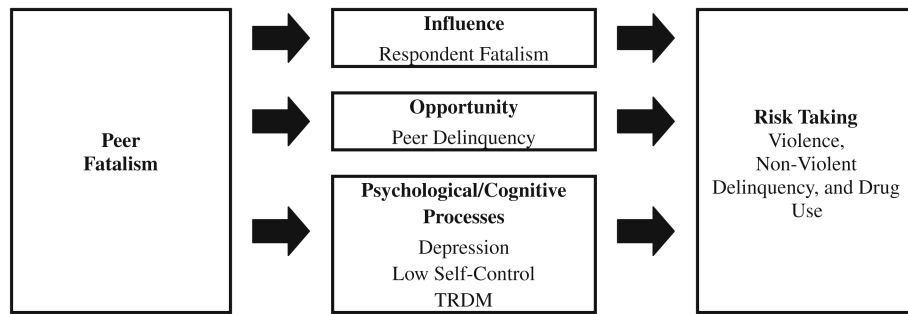 Peer
Fatalism
Influence
Respondent Fatalism
Opportunity
Peer Delinquency
Psychological/Cognitive
Processes
Depression
Low Self-Control
TRDM
Risk Taking
Violence,
Non-Violent
Delinquency, and Drug
Use